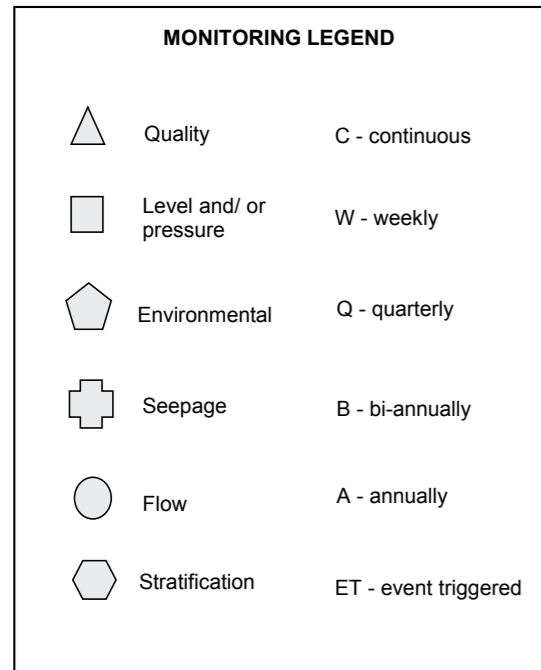 MONITORING LEGEND
Quality
C - continuous
Level and/ or
pressure
W - weekly
Environmental
Q - quarterly
Seepage
B - bi-annually
Flow
A - annually
Stratification
ET - event triggered